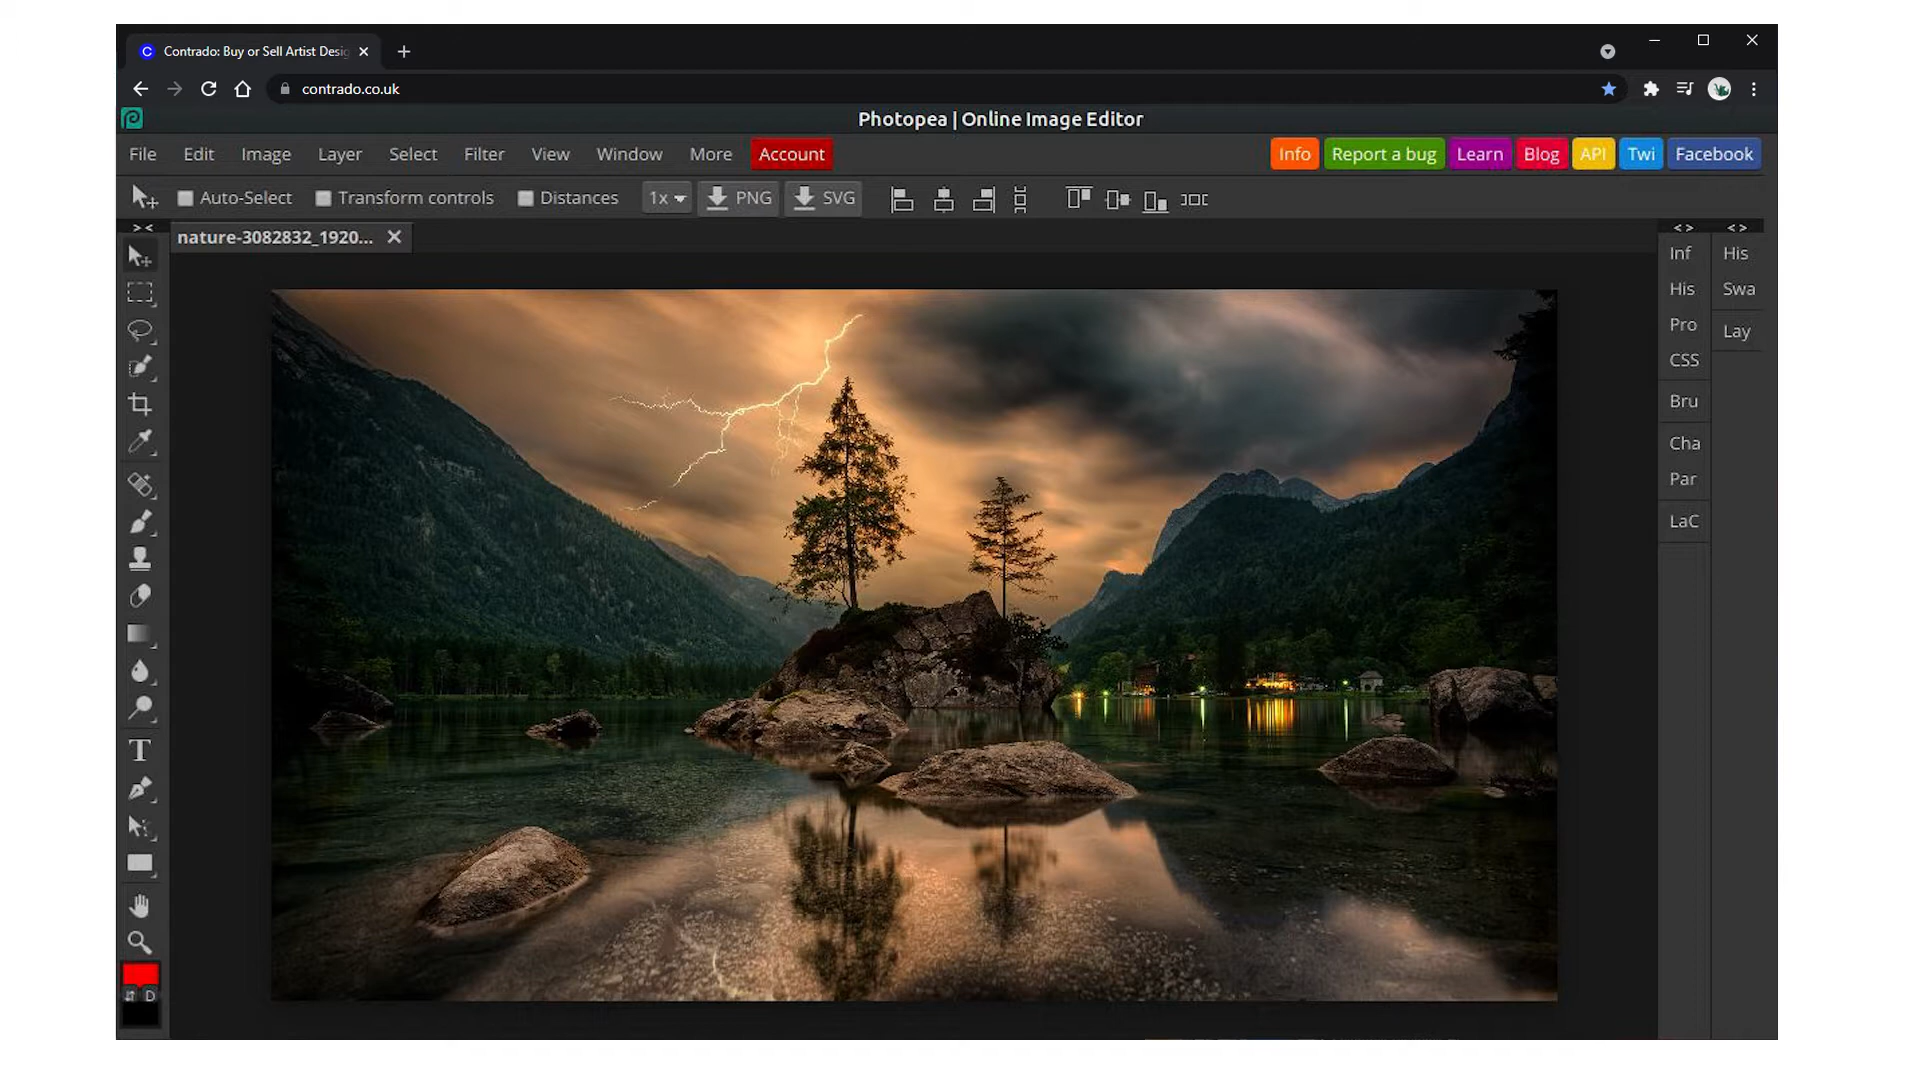 Contrado: Buy or Sell Artist Desig
contrado.co.uk
Photopea | Online Image Editor
File Edit Image Layer Select Filter View Window More Account Info Report a bug Learn Blog API Twi Facebook
Auto-Select Transform controls Distances 1x PNG SVG
> < < > < >
nature-3082832_1920...
Inf His
His Swa
Pro Lay
CSS
Bru
Cha
Par
LaC
T
D